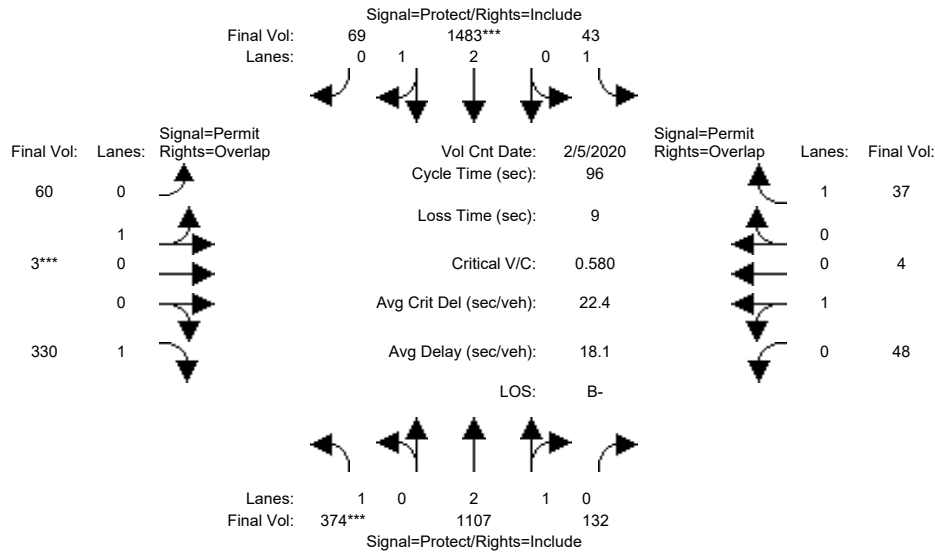 Signal=Protect/Rights=Include
Final Vol: 69 1483*** 43
Lanes: 0 1 2 0 1
Signal=Permit Signal=Permit
Final Vol: Lanes: Rights=Overlap Vol Cnt Date: 2/5/2020 Rights=Overlap Lanes: Final Vol:
Cycle Time (sec): 96
60 0 1 37
Loss Time (sec): 9
1 0
3*** 0 Critical V/C: 0.580 0 4
0 Avg Crit Del (sec/veh): 22.4 1
330 1 Avg Delay (sec/veh): 18.1 0 48
LOS: B-
Lanes: 1 0 2 1 0
Final Vol: 374*** 1107 132
Signal=Protect/Rights=Include